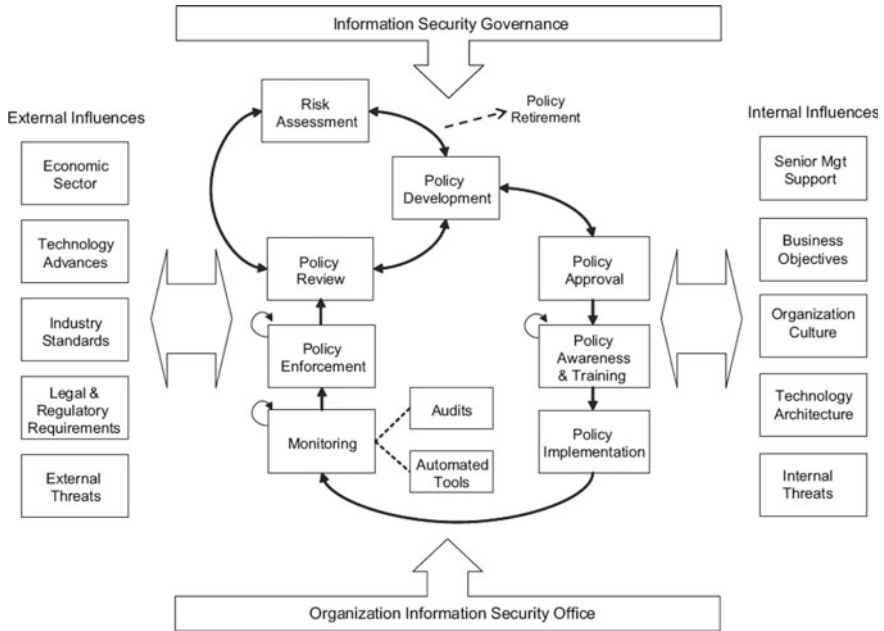 Information Security Governance
External Influences
Economic
Sector
Technology
Advances
Industry
Standards
Legal &
Regulatory
Requirements
External
Threats
Risk
Assessment
Policy
Retirement
Policy
Development
Policy
Review
Policy
Enforcement
Monitoring
Audits
Automated
Tools
Policy
Approval
Policy
Awareness
& Training
Policy
Implementation
Internal Influences
Senior Mgt
Support
Business
Objectives
Organization
Culture
Technology
Architecture
Internal
Threats
Organization Information Security Office